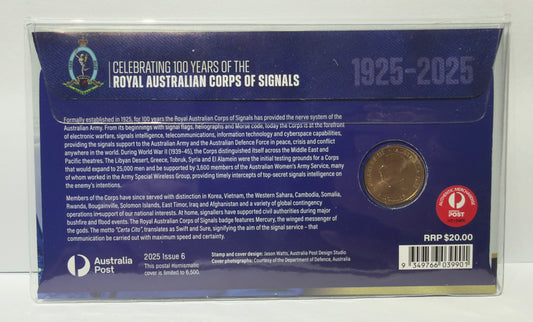 CELEBRATING 100 YEARS OF THE
ROYAL AUSTRALIAN CORPS OF SIGNALS
1925-2025
Formally established in 1925, for 100 years the Royal Australian Corps of Signals has provided the nerve system of the
Australian Army. From its beginnings with signal flags, heliographs and Morse code, today the Corps is at the forefront
of electronic warfare, signals intelligence, telecommunications, information technology and cyberspace capabilities,
providing the signals support to the Australian Army and the Australian Defence Force in peace, crisis and conflict
anywhere in the world. During World War II (1939–45), the Corps distinguished itself across the Middle East and
Pacific theatres. The Libyan Desert, Greece, Tobruk, Syria and El Alamein were the initial testing grounds for a Corps
that would expand to 25,000 men and be supported by 3,600 members of the Australian Women's Army Service, many
of whom worked in the Army Special Wireless Group, providing timely intercepts of top-secret signals intelligence on
the enemy's intentions.
Members of the Corps have since served with distinction in Korea, Vietnam, the Western Sahara, Cambodia, Somalia,
Rwanda, Bougainville, Solomon Islands, East Timor, Iraq and Afghanistan and a variety of global contingency
operations in support of our national interests. At home, signallers have supported civil authorities during major
bushfire and flood events. The Royal Australian Corps of Signals badge features Mercury, the winged messenger of
the gods. The motto "Certa Cito", translates as Swift and Sure, signifying the aim of the signal service - that
communication be carried out with maximum speed and certainty.
AUTHENTIC MERCHANDISE
POST
RRP $20.00
Australia
Post
2025 Issue 6
This postal numismatic
cover is limited to 6,500.
Stamp and cover design: Jason Watts, Australia Post Design Studio
Cover photographs: Courtesy of the Department of Defence, Australia
9 349766 039901